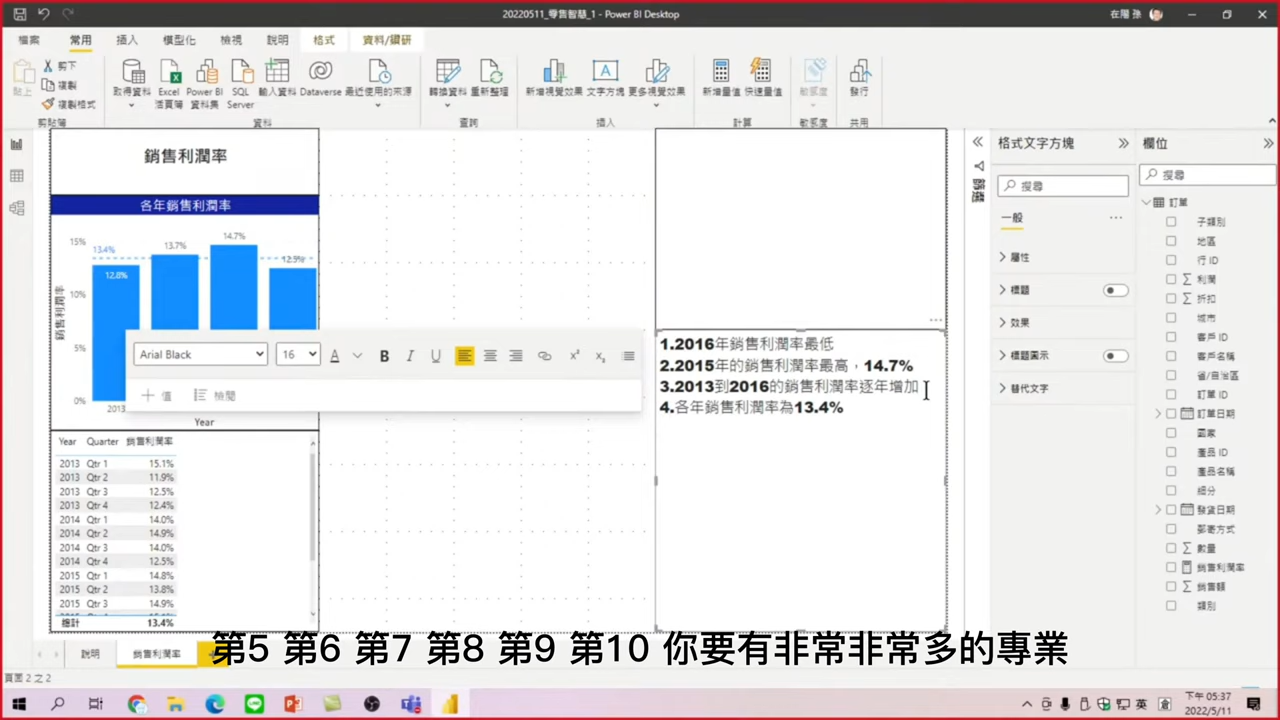 20220511_零售智慧_1 - Power BI Desktop
在陽 孫
檔案 常用 插入 模型化 檢視 說明 格式 資料/鑽研
貼上 剪下
複製
複製格式
取得資料 Excel 活頁簿 Power BI 資料集 SQL Server 輸入資料 Dataverse 最近使用的來源
轉換資料 重新整理
新增視覺效果 文字方塊 更多視覺效果
新增量值 快速量值
敏感度
發行
剪貼簿 資料 查詢 插入 計算 敏感度 共用
銷售利潤率
各年銷售利潤率
15%
10%
5%
0%
13.4%
12.8%
13.7%
14.7%
12.5%
銷售利潤率
2013
Year
Arial Black 16 A B I U
值 檢閱
Year Quarter 銷售利潤率
2013 Qtr 1 15.1%
2013 Qtr 2 11.9%
2013 Qtr 3 12.5%
2013 Qtr 4 12.4%
2014 Qtr 1 14.0%
2014 Qtr 2 14.9%
2014 Qtr 3 14.0%
2014 Qtr 4 12.5%
2015 Qtr 1 14.8%
2015 Qtr 2 13.8%
2015 Qtr 3 14.9%
總計 13.4%
1.2016年銷售利潤率最低
2.2015年的銷售利潤率最高，14.7%
3.2013到2016的銷售利潤率逐年增加
4.各年銷售利潤率為13.4%
篩選
格式文字方塊
搜尋
一般
屬性
標題
效果
標題圖示
替代文字
欄位
搜尋
訂單
子類別
地區
行 ID
利潤
折扣
城市
客戶 ID
客戶名稱
省/自治區
訂單 ID
訂單日期
國家
產品 ID
產品名稱
細分
發貨日期
郵寄方式
數量
銷售利潤率
銷售額
類別
第5 第6 第7 第8 第9 第10 你要有非常非常多的專業
說明 銷售利潤率
頁面 2 之 2
英
下午 05:37
2022/5/11